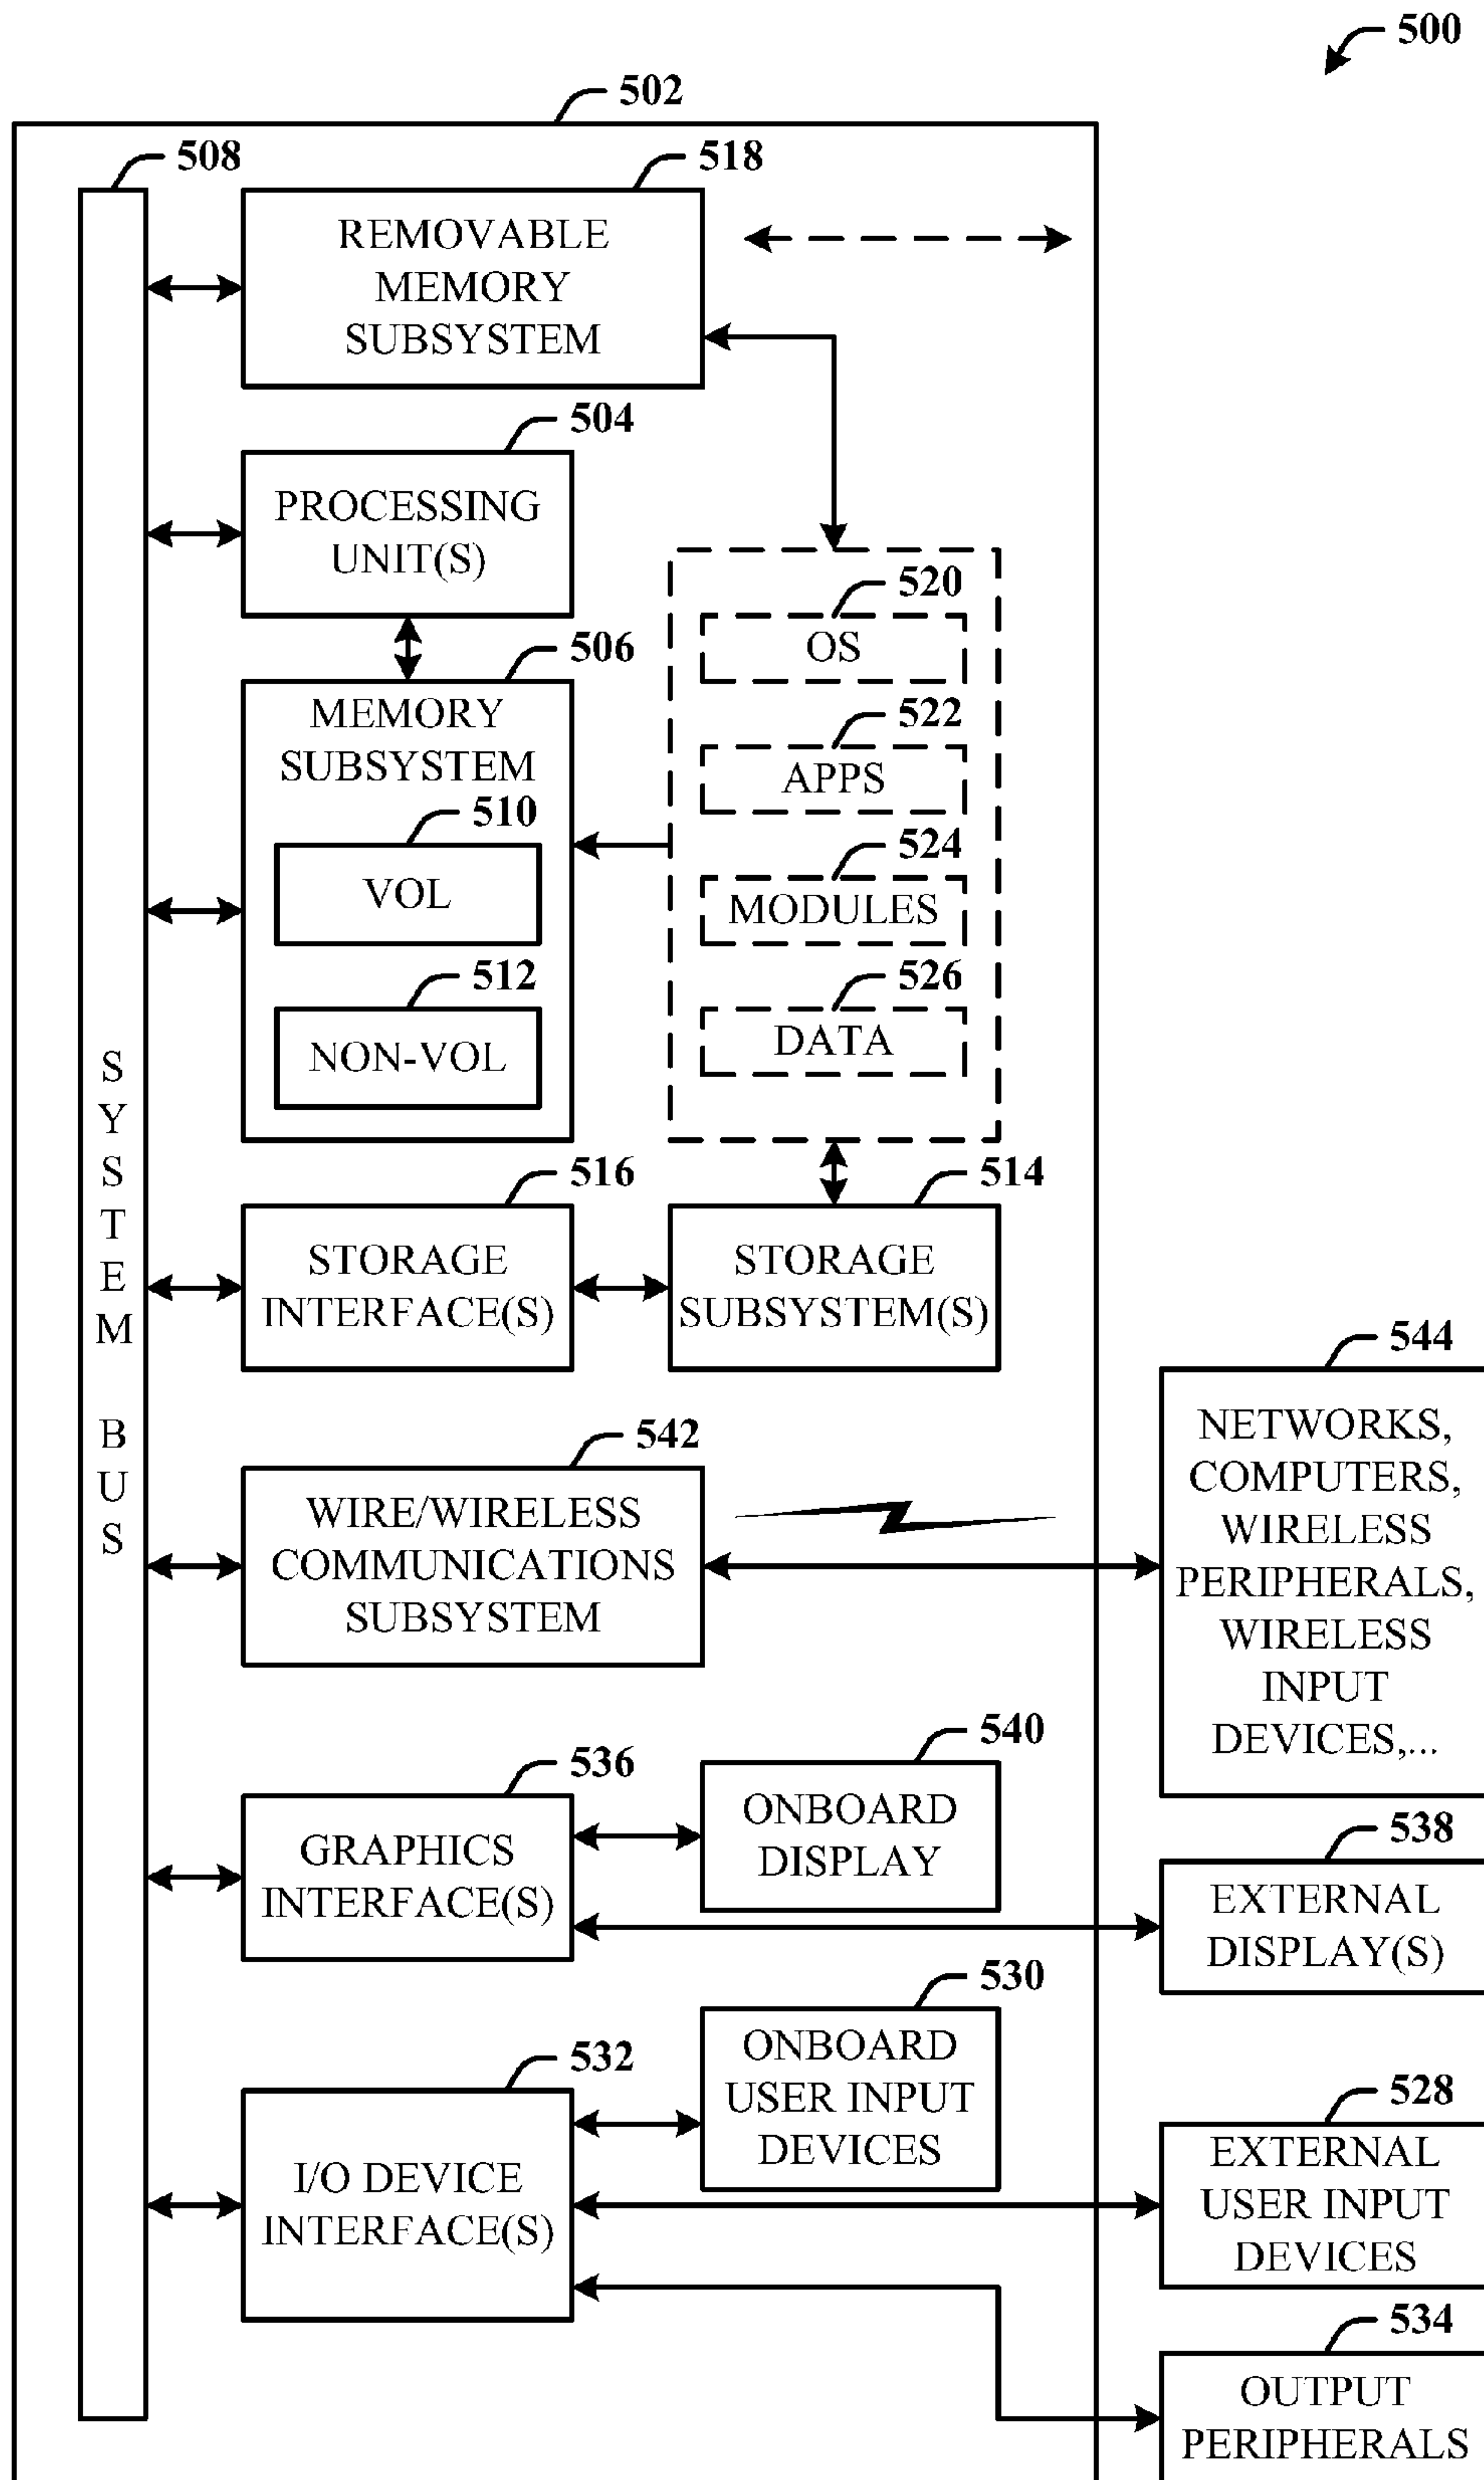 500
502
508
518
REMOVABLE
MEMORY
SUBSYSTEM
504
PROCESSING
UNIT(S)
506
MEMORY
SUBSYSTEM
510
VOL
512
NON-VOL
520
OS
522
APPS
524
MODULES
526
DATA
SYSTEM BUS
516
STORAGE
INTERFACE(S)
514
STORAGE
SUBSYSTEM(S)
542
WIRE/WIRELESS
COMMUNICATIONS
SUBSYSTEM
544
NETWORKS,
COMPUTERS,
WIRELESS
PERIPHERALS,
WIRELESS
INPUT
DEVICES,...
536
GRAPHICS
INTERFACE(S)
540
ONBOARD
DISPLAY
538
EXTERNAL
DISPLAY(S)
532
I/O DEVICE
INTERFACE(S)
530
ONBOARD
USER INPUT
DEVICES
528
EXTERNAL
USER INPUT
DEVICES
534
OUTPUT
PERIPHERALS